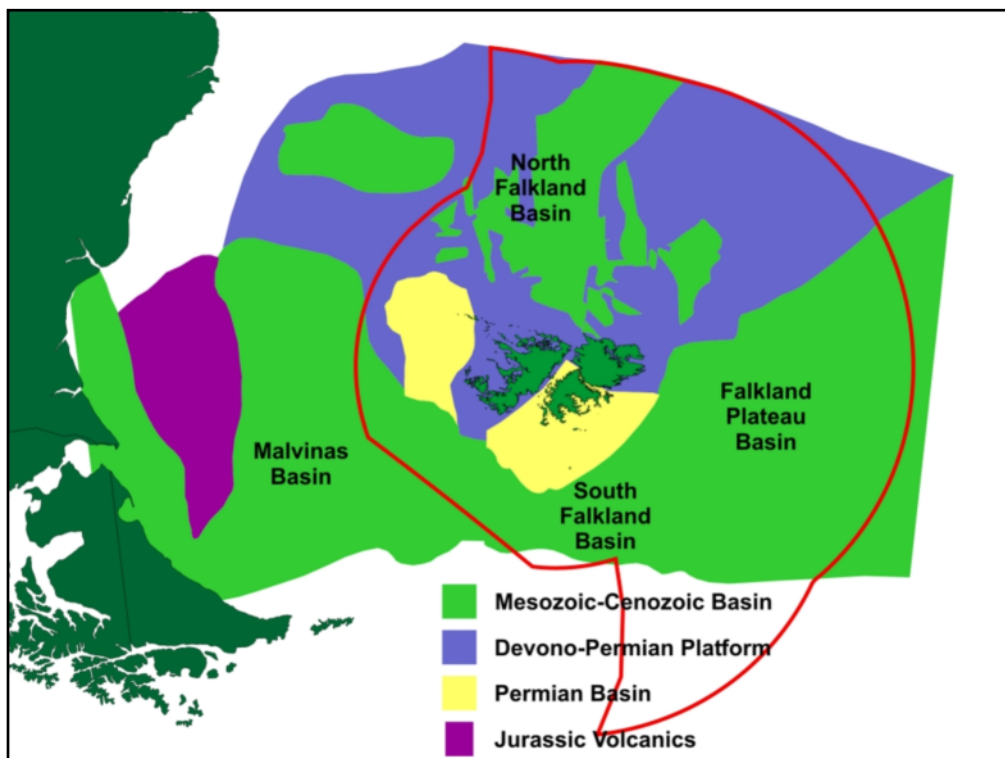 North
Falkland
Basin
Falkland
Plateau
Basin
Malvinas
Basin
South
Falkland
Basin
Mesozoic-Cenozoic Basin
Devono-Permian Platform
Permian Basin
Jurassic Volcanics